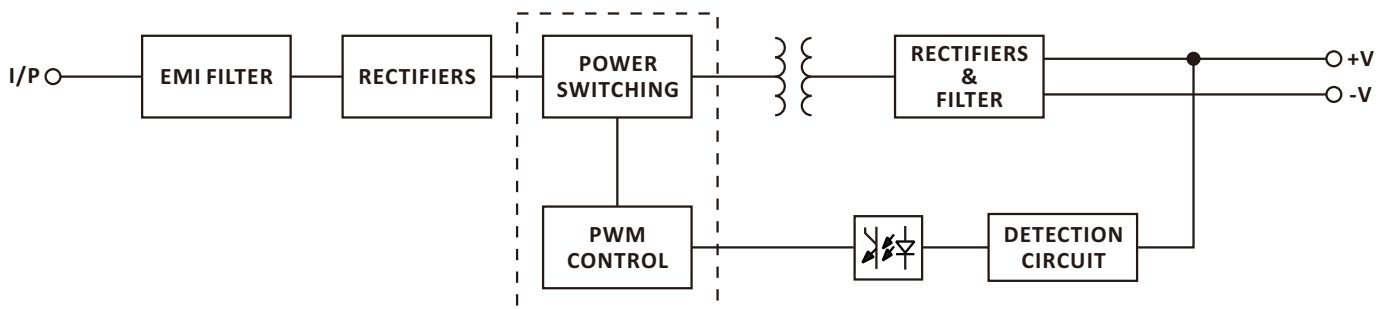 I/P
EMI FILTER
RECTIFIERS
POWER
SWITCHING
RECTIFIERS
&
FILTER
+V
-V
PWM
CONTROL
DETECTION
CIRCUIT